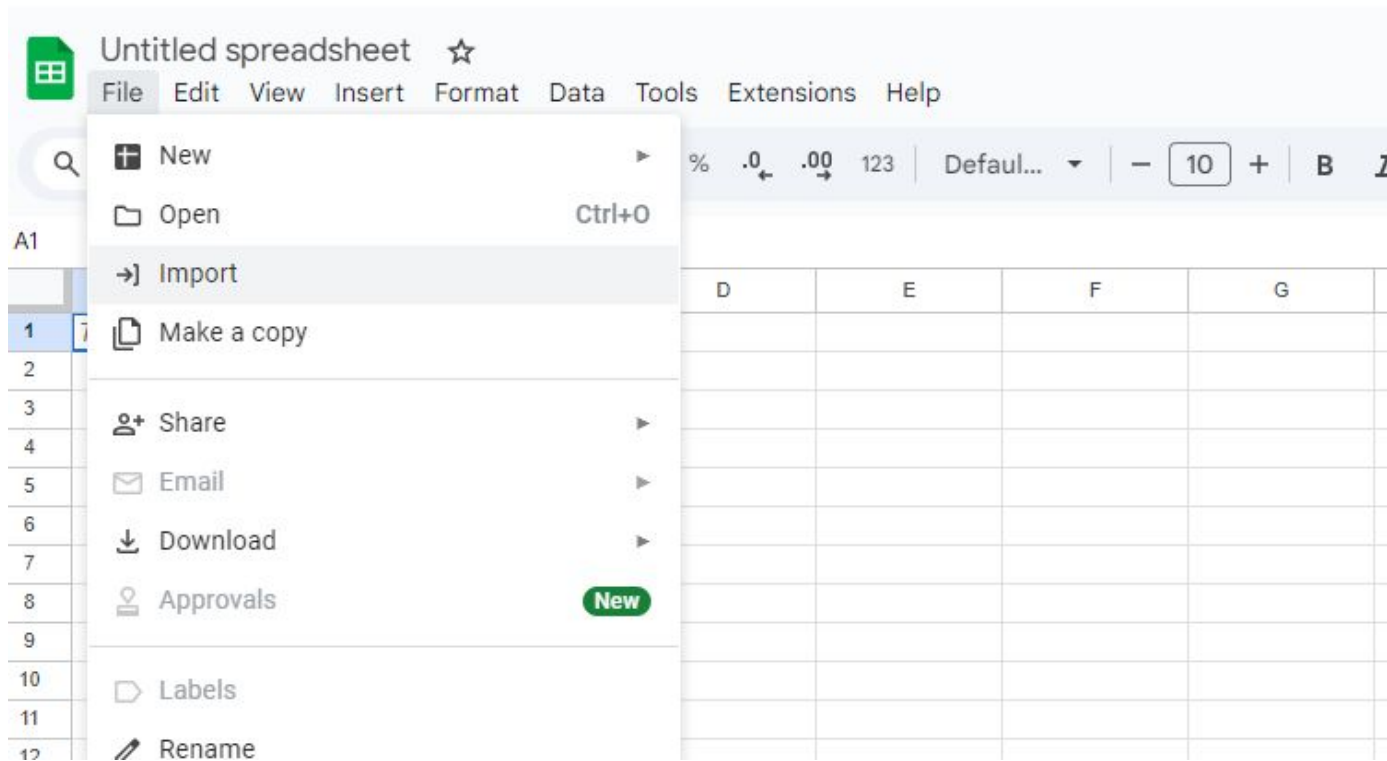 Untitled spreadsheet
File Edit View Insert Format Data Tools Extensions Help
New
% .0 .00 123 Defaul... − 10 + B I
Open Ctrl+O
A1
Import
D E F G
1
Make a copy
2
3
Share
4
5
Email
6
Download
7
8
Approvals New
9
10
Labels
11
12
Rename